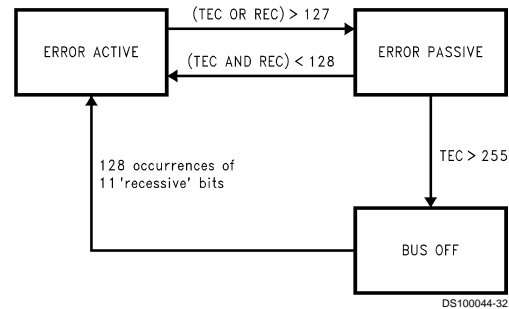 (TEC OR REC) > 127
ERROR ACTIVE
ERROR PASSIVE
(TEC AND REC) < 128
128 occurrences of
11 'recessive' bits
TEC > 255
BUS OFF
DS100044-32